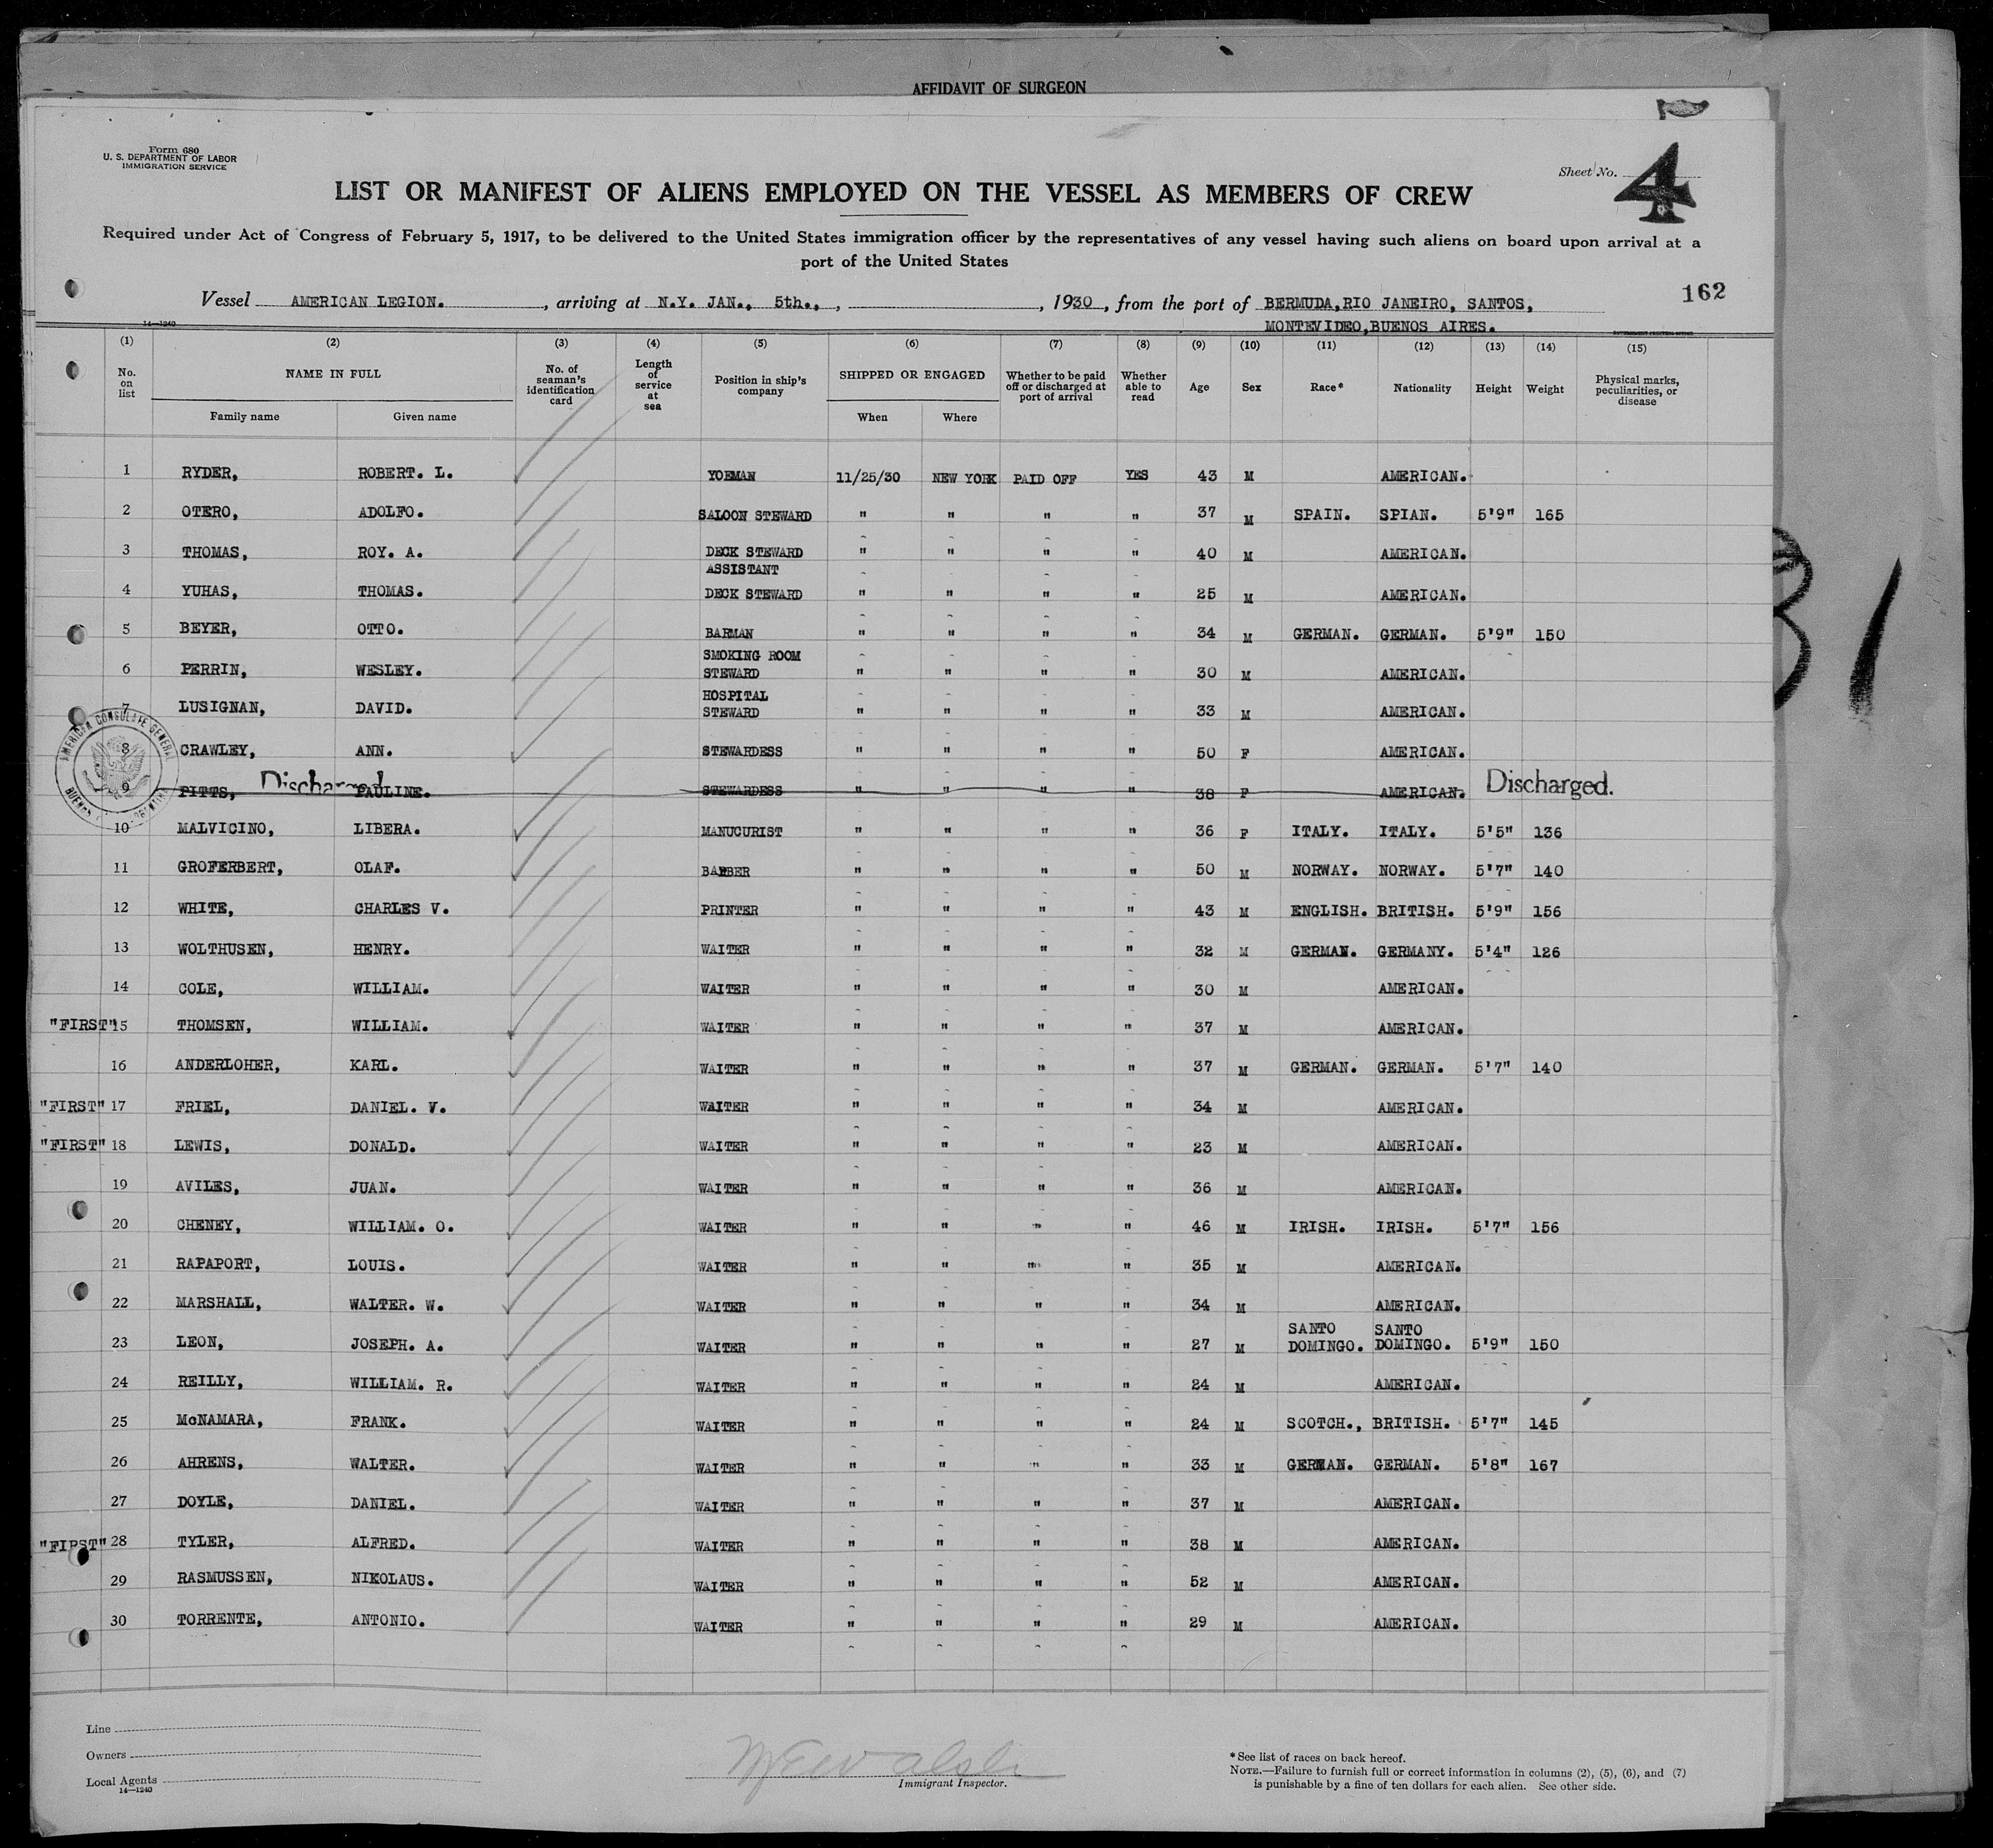 AFFIDAVIT OF SURGEON
Form 680
U. S. DEPARTMENT OF LABOR
IMMIGRATION SERVICE
Sheet No. 4
LIST OR MANIFEST OF ALIENS EMPLOYED ON THE VESSEL AS MEMBERS OF CREW
Required under Act of Congress of February 5, 1917, to be delivered to the United States immigration officer by the representatives of any vessel having such aliens on board upon arrival at a
port of the United States
162
Vessel AMERICAN LEGION. , arriving at N.Y. JAN., 5th., , 1930, from the port of BERMUDA,RIO JANEIRO, SANTOS,
MONTEVIDEO,BUENOS AIRES.
14—1240
(1) (2) (3) (4) (5) (6) (7) (8) (9) (10) (11) (12) (13) (14) (15)
No. on list NAME IN FULL No. of seaman's identification card Length of service at sea Position in ship's company SHIPPED OR ENGAGED Whether to be paid off or discharged at port of arrival Whether able to read Age Sex Race* Nationality Height Weight Physical marks, peculiarities, or disease
Family name Given name When Where
1 RYDER, ROBERT. L. YOEMAN 11/25/30 NEW YORK PAID OFF YES 43 M AMERICAN.
2 OTERO, ADOLFO. SALOON STEWARD " " " " 37 M SPAIN. SPIAN. 5'9" 165
3 THOMAS, ROY. A. DECK STEWARD " " " " 40 M AMERICAN.
4 YUHAS, THOMAS. ASSISTANT DECK STEWARD " " " " 25 M AMERICAN.
5 BEYER, OTTO. BARMAN " " " " 34 M GERMAN. GERMAN. 5'9" 150
6 PERRIN, WESLEY. SMOKING ROOM STEWARD " " " " 30 M AMERICAN.
7 LUSIGNAN, DAVID. HOSPITAL STEWARD " " " " 33 M AMERICAN.
8 CRAWLEY, ANN. STEWARDESS " " " " 50 F AMERICAN.
9 PITTS, Discharged PAULINE. STEWARDESS " " " " 38 F AMERICAN. Discharged.
10 MALVICINO, LIBERA. MANUCURIST " " " " 36 F ITALY. ITALY. 5'5" 136
11 GROFERBERT, OLAF. BARBER " " " " 50 M NORWAY. NORWAY. 5'7" 140
12 WHITE, CHARLES V. PRINTER " " " " 43 M ENGLISH. BRITISH. 5'9" 156
13 WOLTHUSEN, HENRY. WAITER " " " " 32 M GERMAN. GERMANY. 5'4" 126
14 COLE, WILLIAM. WAITER " " " " 30 M AMERICAN.
"FIRST" 15 THOMSEN, WILLIAM. WAITER " " " " 37 M AMERICAN.
16 ANDERLOHER, KARL. WAITER " " " " 37 M GERMAN. GERMAN. 5'7" 140
"FIRST" 17 FRIEL, DANIEL. V. WAITER " " " " 34 M AMERICAN.
"FIRST" 18 LEWIS, DONALD. WAITER " " " " 23 M AMERICAN.
19 AVILES, JUAN. WAITER " " " " 36 M AMERICAN.
20 CHENEY, WILLIAM. O. WAITER " " " " 46 M IRISH. IRISH. 5'7" 156
21 RAPAPORT, LOUIS. WAITER " " " " 35 M AMERICAN.
22 MARSHALL, WALTER. W. WAITER " " " " 34 M AMERICAN.
23 LEON, JOSEPH. A. WAITER " " " " 27 M SANTO DOMINGO. SANTO DOMINGO. 5'9" 150
24 REILLY, WILLIAM. R. WAITER " " " " 24 M AMERICAN.
25 McNAMARA, FRANK. WAITER " " " " 24 M SCOTCH., BRITISH. 5'7" 145
26 AHRENS, WALTER. WAITER " " " " 33 M GERMAN. GERMAN. 5'8" 167
27 DOYLE, DANIEL. WAITER " " " " 37 M AMERICAN.
"FIRST" 28 TYLER, ALFRED. WAITER " " " " 38 M AMERICAN.
29 RASMUSSEN, NIKOLAUS. WAITER " " " " 52 M AMERICAN.
30 TORRENTE, ANTONIO. WAITER " " " " 29 M AMERICAN.
Line
Owners
Local Agents
14—1240
Immigrant Inspector.
*See list of races on back hereof.
NOTE.—Failure to furnish full or correct information in columns (2), (5), (6), and (7)
is punishable by a fine of ten dollars for each alien. See other side.